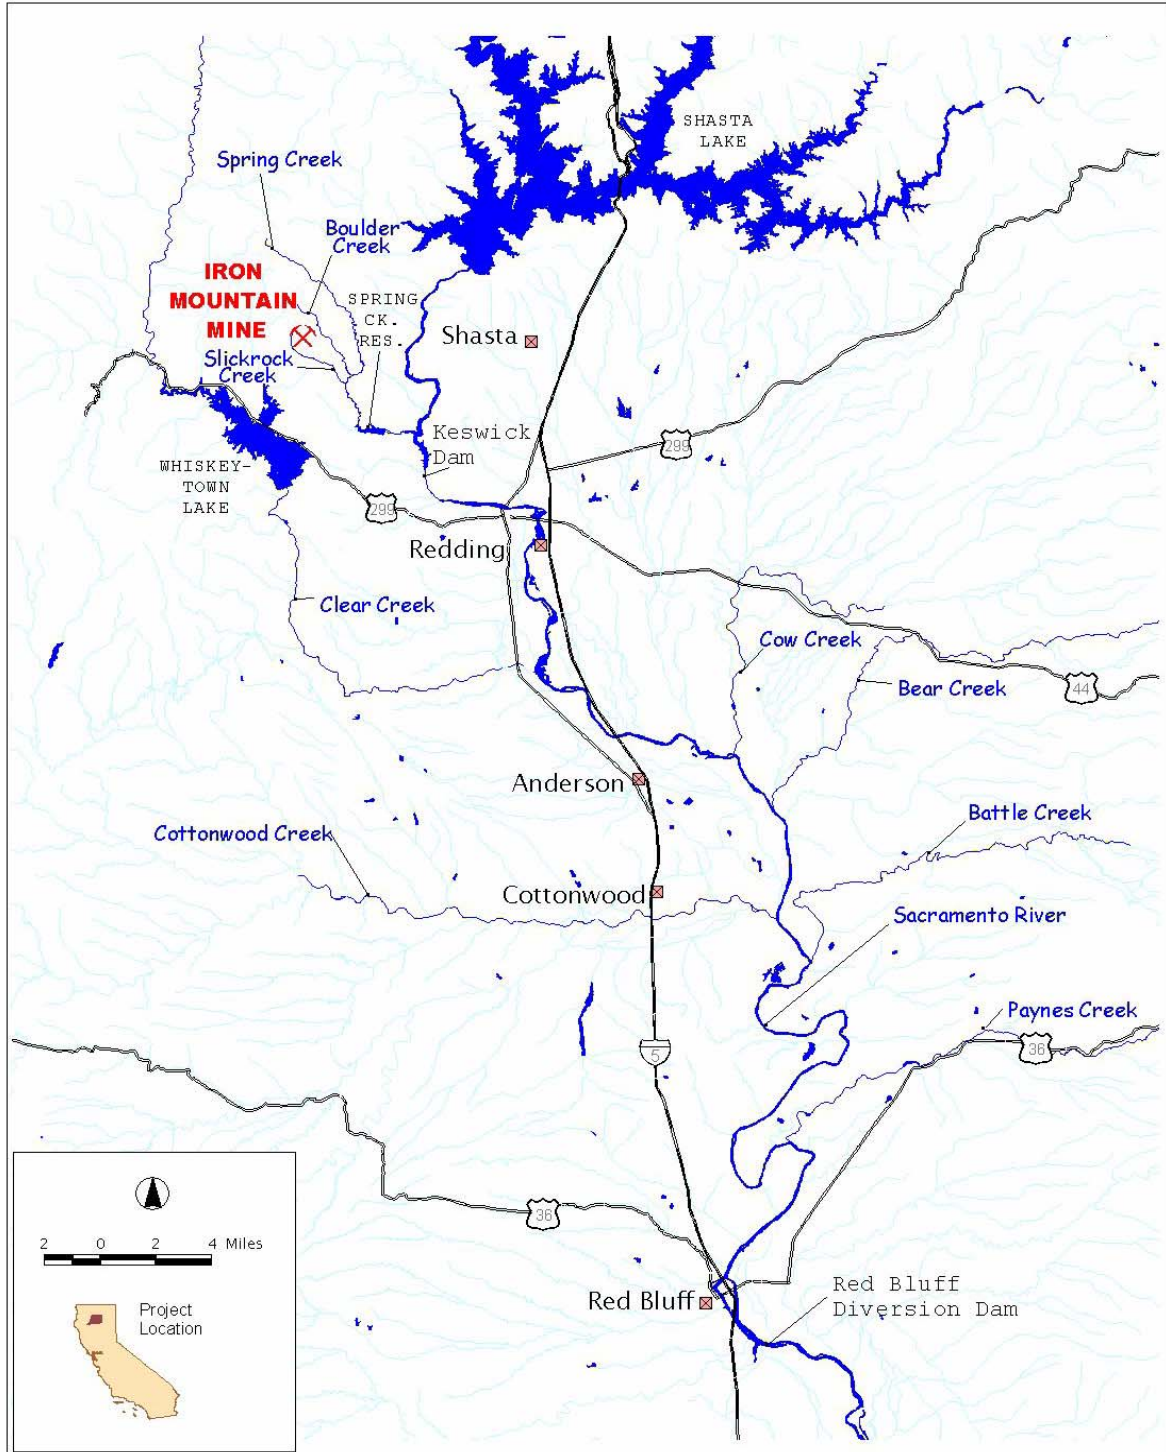 SHASTA
LAKE
Spring Creek
Boulder
Creek
IRON
MOUNTAIN
MINE
SPRING
CK.
RES.
Shasta
Slickrock
Creek
Keswick
Dam
299
WHISKEY-
TOWN
LAKE
299
Redding
Clear Creek
Cow Creek
Bear Creek
44
Anderson
Cottonwood Creek
Battle Creek
Cottonwood
Sacramento River
Paynes Creek
5
36
36
Red Bluff
Red Bluff
Diversion Dam
2 0 2 4 Miles
Project
Location